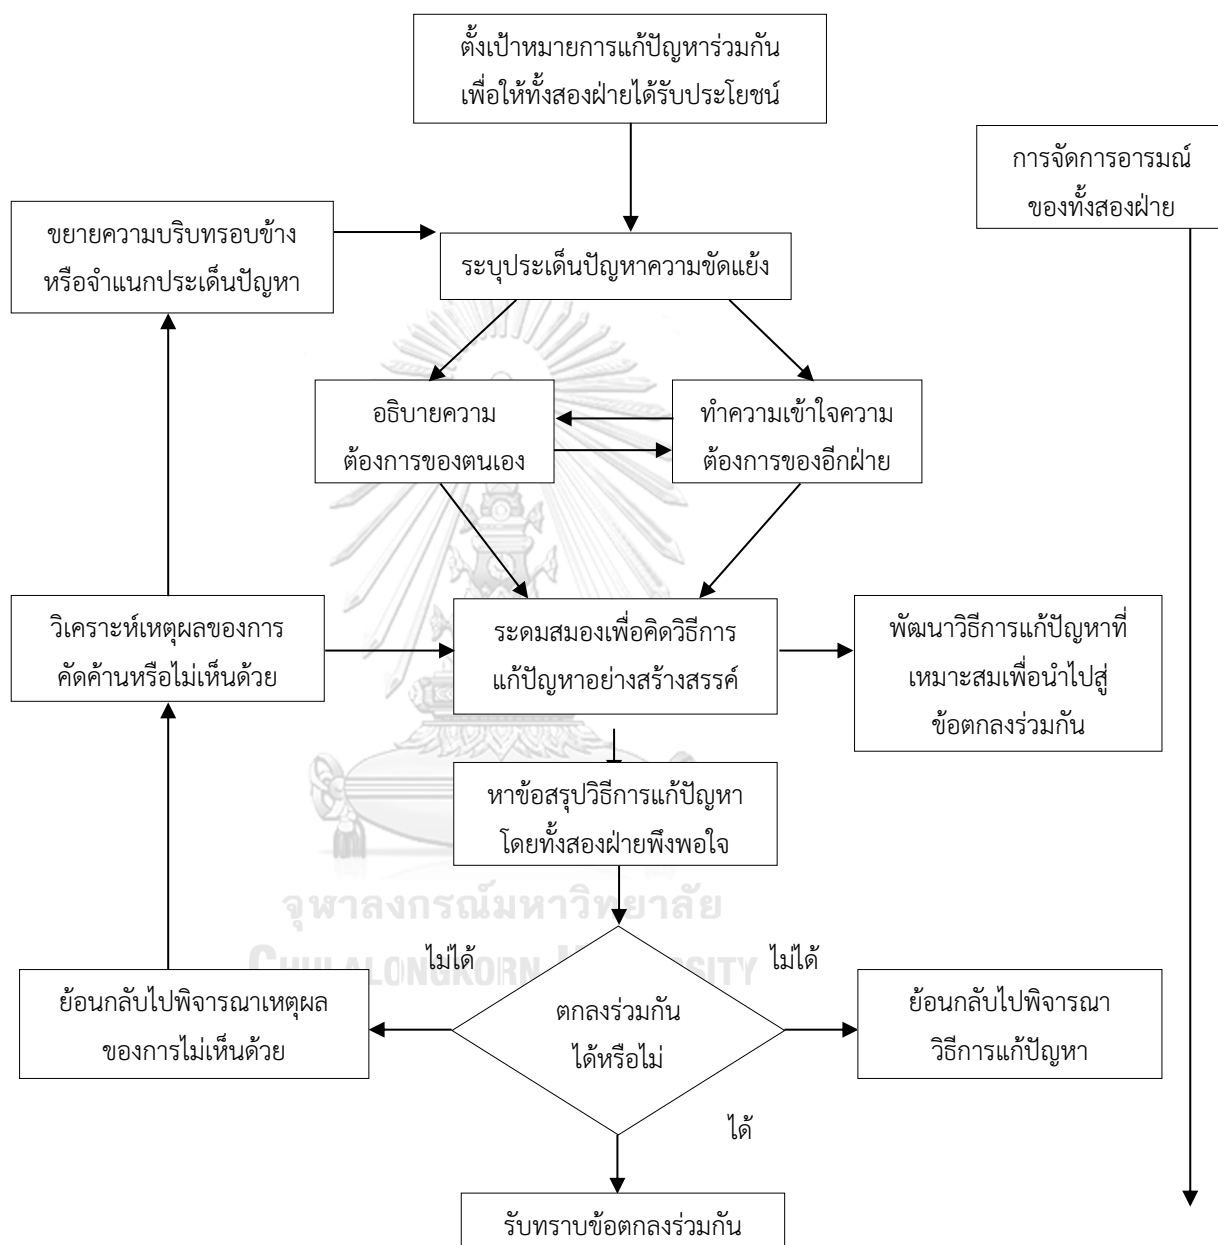 ตั้งเป้าหมายการแก้ปัญหาร่วมกัน
เพื่อให้ทั้งสองฝ่ายได้รับประโยชน์
การจัดการอารมณ์
ของทั้งสองฝ่าย
ขยายความบริบทรอบข้าง
หรือจำแนกประเด็นปัญหา
ระบุประเด็นปัญหาความขัดแย้ง
อธิบายความ
ต้องการของตนเอง
ทำความเข้าใจความ
ต้องการของอีกฝ่าย
วิเคราะห์เหตุผลของการ
คัดค้านหรือไม่เห็นด้วย
ระดมสมองเพื่อคิดวิธีการ
แก้ปัญหาอย่างสร้างสรรค์
พัฒนาวิธีการแก้ปัญหาที่
เหมาะสมเพื่อนำไปสู่
ข้อตกลงร่วมกัน
หาข้อสรุปวิธีการแก้ปัญหา
โดยทั้งสองฝ่ายพึงพอใจ
จุฬาลงกรณ์มหาวิทยาลัย
CHULALONGKORN UNIVERSITY
ไม่ได้
ไม่ได้
ย้อนกลับไปพิจารณาเหตุผล
ของการไม่เห็นด้วย
ตกลงร่วมกัน
ได้หรือไม่
ย้อนกลับไปพิจารณา
วิธีการแก้ปัญหา
ได้
รับทราบข้อตกลงร่วมกัน